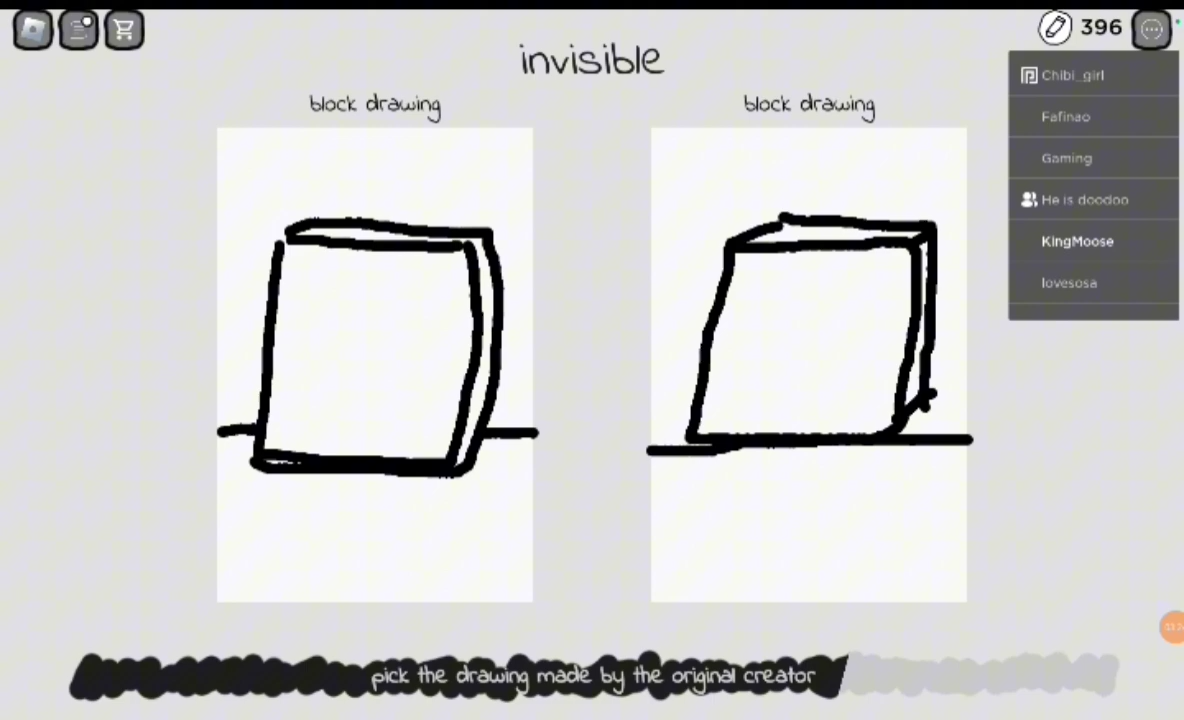 396
invisible
block drawing
block drawing
Chibi_girl
Fafinao
Gaming
He is doodoo
KingMoose
lovesosa
pick the drawing made by the original creator